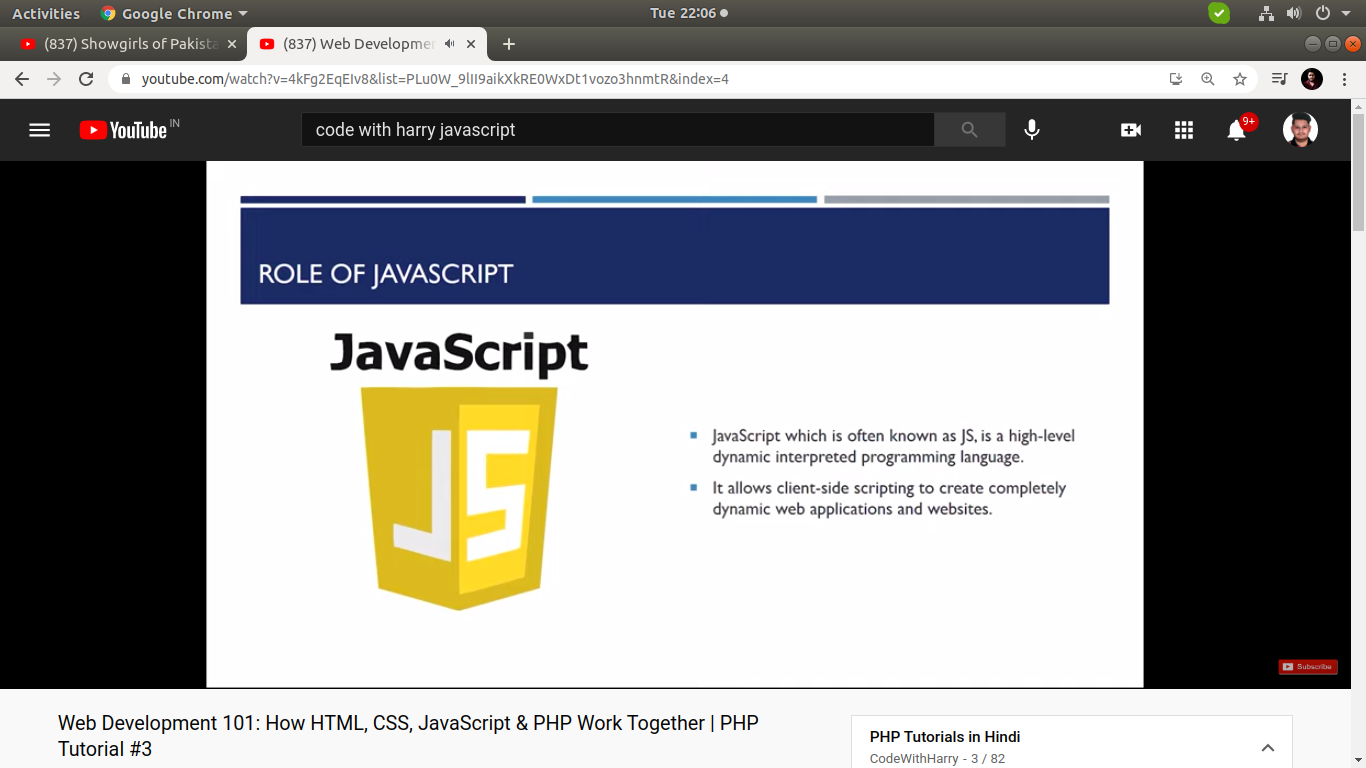 Activities Google Chrome Tue 22:06
(837) Showgirls of Pakista (837) Web Developmen
youtube.com/watch?v=4kFg2EqEIv8&list=PLu0W_9lII9aikXkRE0WxDt1vozo3hnmtR&index=4
YouTube IN code with harry javascript 9+
ROLE OF JAVASCRIPT
JavaScript
JS
JavaScript which is often known as JS, is a high-level
dynamic interpreted programming language.
It allows client-side scripting to create completely
dynamic web applications and websites.
Subscribe
Web Development 101: How HTML, CSS, JavaScript & PHP Work Together | PHP
Tutorial #3
PHP Tutorials in Hindi
CodeWithHarry - 3 / 82